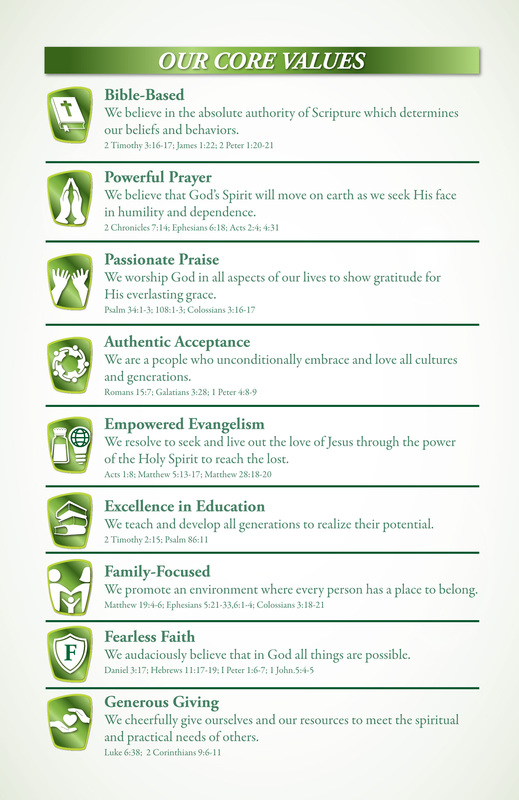 OUR CORE VALUES
Bible-Based
We believe in the absolute authority of Scripture which determines
our beliefs and behaviors.
2 Timothy 3:16-17; James 1:22; 2 Peter 1:20-21
Powerful Prayer
We believe that God's Spirit will move on earth as we seek His face
in humility and dependence.
2 Chronicles 7:14; Ephesians 6:18; Acts 2:4; 4:31
Passionate Praise
We worship God in all aspects of our lives to show gratitude for
His everlasting grace.
Psalm 34:1-3; 108:1-3; Colossians 3:16-17
Authentic Acceptance
We are a people who unconditionally embrace and love all cultures
and generations.
Romans 15:7; Galatians 3:28; 1 Peter 4:8-9
Empowered Evangelism
We resolve to seek and live out the love of Jesus through the power
of the Holy Spirit to reach the lost.
Acts 1:8; Matthew 5:13-17; Matthew 28:18-20
Excellence in Education
We teach and develop all generations to realize their potential.
2 Timothy 2:15; Psalm 86:11
Family-Focused
We promote an environment where every person has a place to belong.
Matthew 19:4-6; Ephesians 5:21-33,6:1-4; Colossians 3:18-21
F
Fearless Faith
We audaciously believe that in God all things are possible.
Daniel 3:17; Hebrews 11:17-19; I Peter 1:6-7; 1 John.5:4-5
Generous Giving
We cheerfully give ourselves and our resources to meet the spiritual
and practical needs of others.
Luke 6:38; 2 Corinthians 9:6-11